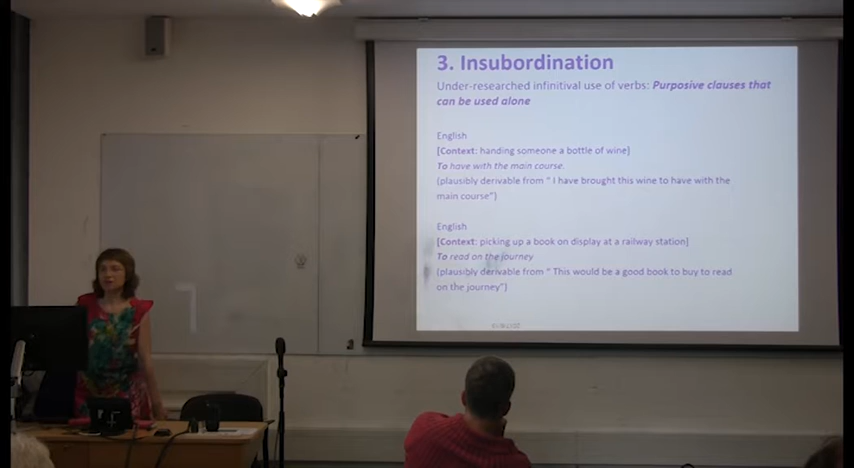 3. Insubordination
Under-researched infinitival use of verbs: Purposive clauses that
can be used alone
English
[Context: handing someone a bottle of wine]
To have with the main course.
(plausibly derivable from " I have brought this wine to have with the
main course")
English
[Context: picking up a book on display at a railway station]
To read on the journey
(plausibly derivable from " This would be a good book to buy to read
on the journey")